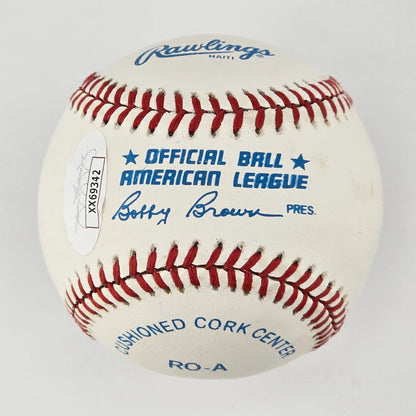 Rawlings
HAITI
★ OFFICIAL BALL ★
AMERICAN LEAGUE
Bobby Brown PRES.
XX69342
CUSHIONED CORK CENTER
RO-A